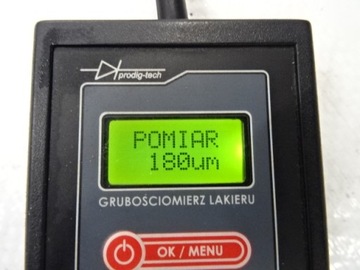 prodig-tech
POMIAR
180um
GRUBOŚCIOMIERZ LAKIERU
OK / MENU